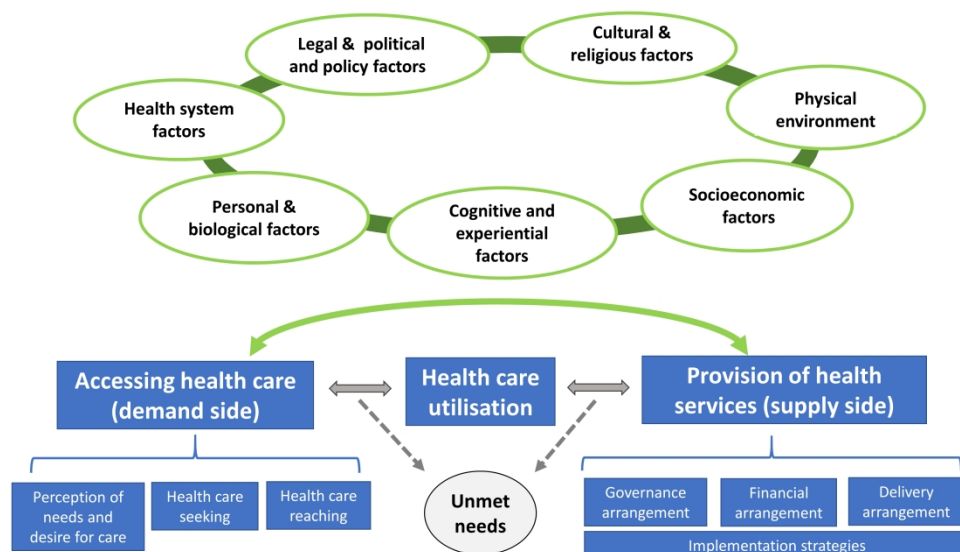 Legal & political
and policy factors
Cultural &
religious factors
Health system
factors
Physical
environment
Personal &
biological factors
Cognitive and
experiential
factors
Socioeconomic
factors
Accessing health care
(demand side)
Health care
utilisation
Provision of health
services (supply side)
Perception of
needs and
desire for care
Health care
seeking
Health care
reaching
Unmet
needs
Governance
arrangement
Financial
arrangement
Delivery
arrangement
Implementation strategies